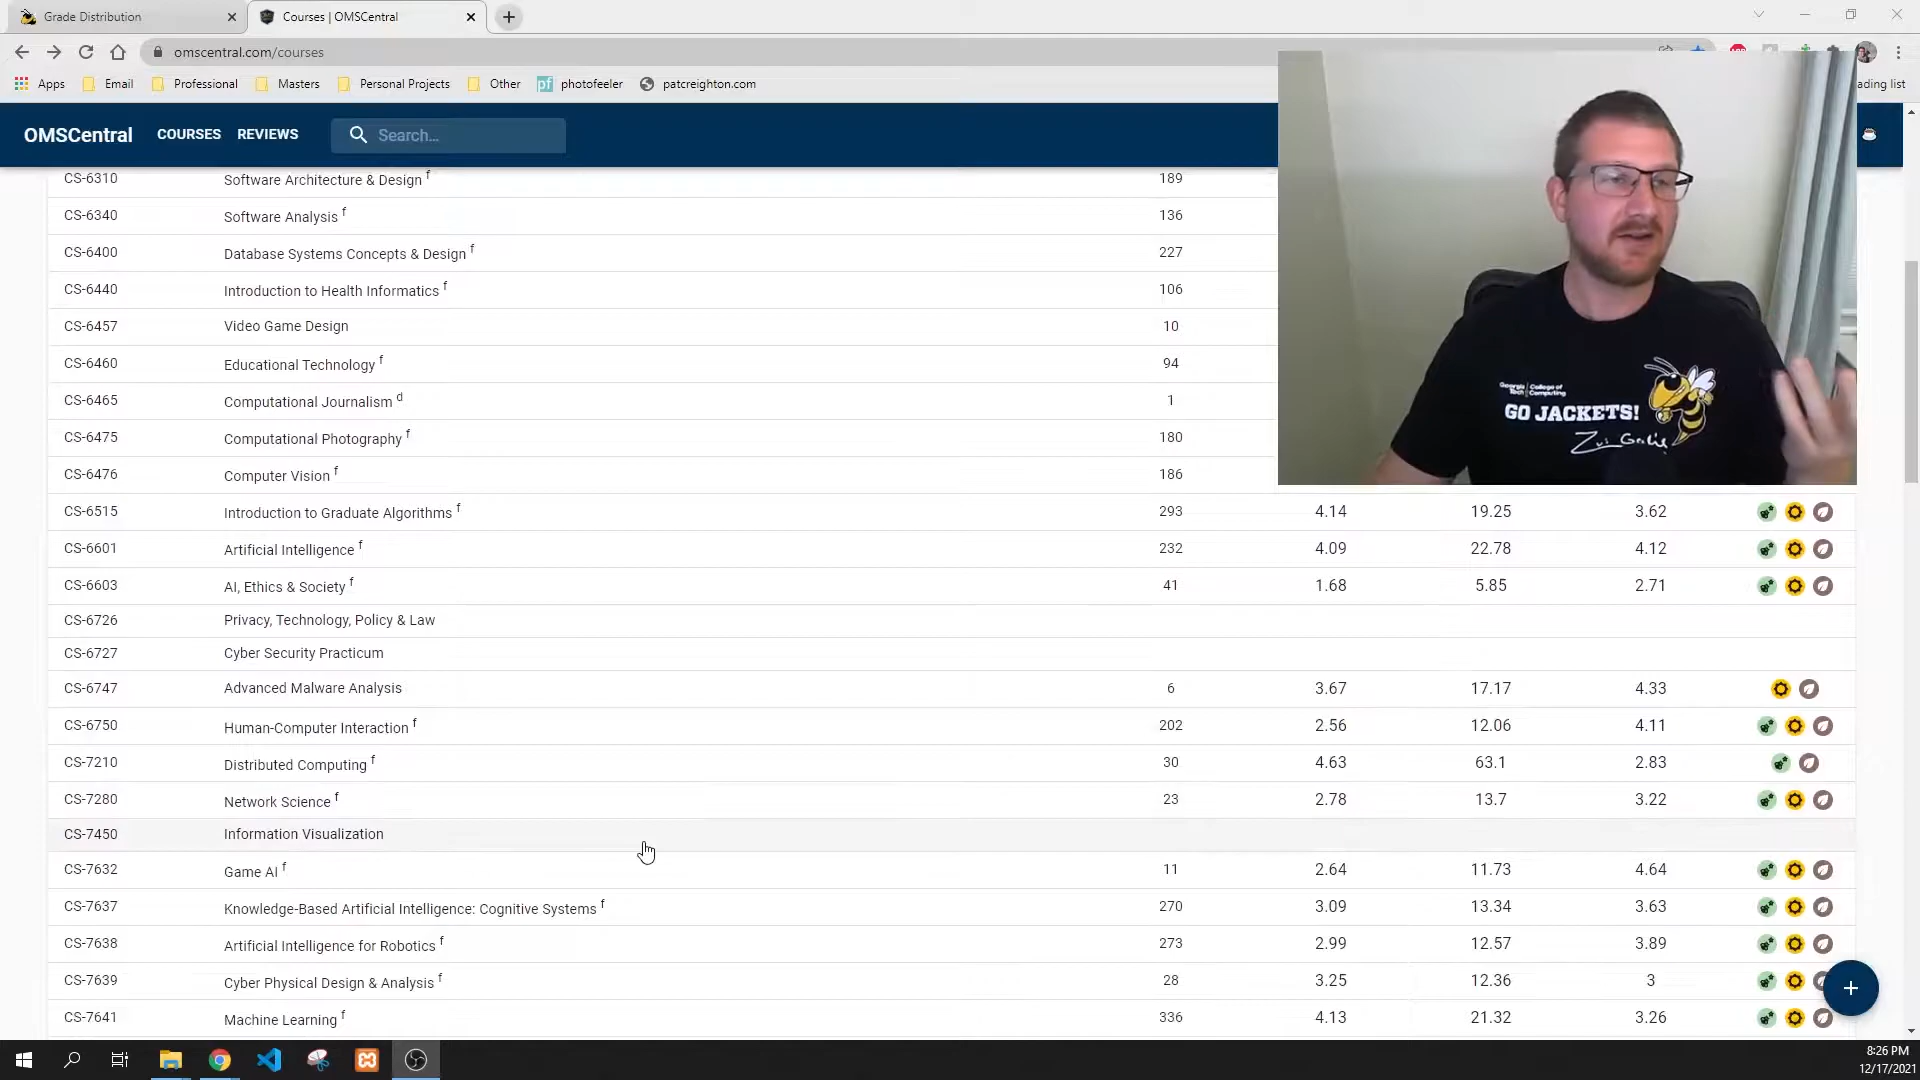 Grade Distribution
Courses | OMSCentral
omscentral.com/courses
Apps Email Professional Masters Personal Projects Other pf photofeeler patcreighton.com
ading list
OMSCentral COURSES REVIEWS Search...
CS-6310 Software Architecture & Design f 189
CS-6340 Software Analysis f 136
CS-6400 Database Systems Concepts & Design f 227
CS-6440 Introduction to Health Informatics f 106
CS-6457 Video Game Design 10
CS-6460 Educational Technology f 94
CS-6465 Computational Journalism d 1
CS-6475 Computational Photography f 180
CS-6476 Computer Vision f 186
CS-6515 Introduction to Graduate Algorithms f 293 4.14 19.25 3.62
CS-6601 Artificial Intelligence f 232 4.09 22.78 4.12
CS-6603 AI, Ethics & Society f 41 1.68 5.85 2.71
CS-6726 Privacy, Technology, Policy & Law
CS-6727 Cyber Security Practicum
CS-6747 Advanced Malware Analysis 6 3.67 17.17 4.33
CS-6750 Human-Computer Interaction f 202 2.56 12.06 4.11
CS-7210 Distributed Computing f 30 4.63 63.1 2.83
CS-7280 Network Science f 23 2.78 13.7 3.22
CS-7450 Information Visualization
CS-7632 Game AI f 11 2.64 11.73 4.64
CS-7637 Knowledge-Based Artificial Intelligence: Cognitive Systems f 270 3.09 13.34 3.63
CS-7638 Artificial Intelligence for Robotics f 273 2.99 12.57 3.89
CS-7639 Cyber Physical Design & Analysis f 28 3.25 12.36 3
CS-7641 Machine Learning f 336 4.13 21.32 3.26
Georgia Tech | College of Computing
GO JACKETS!
8:26 PM
12/17/2021